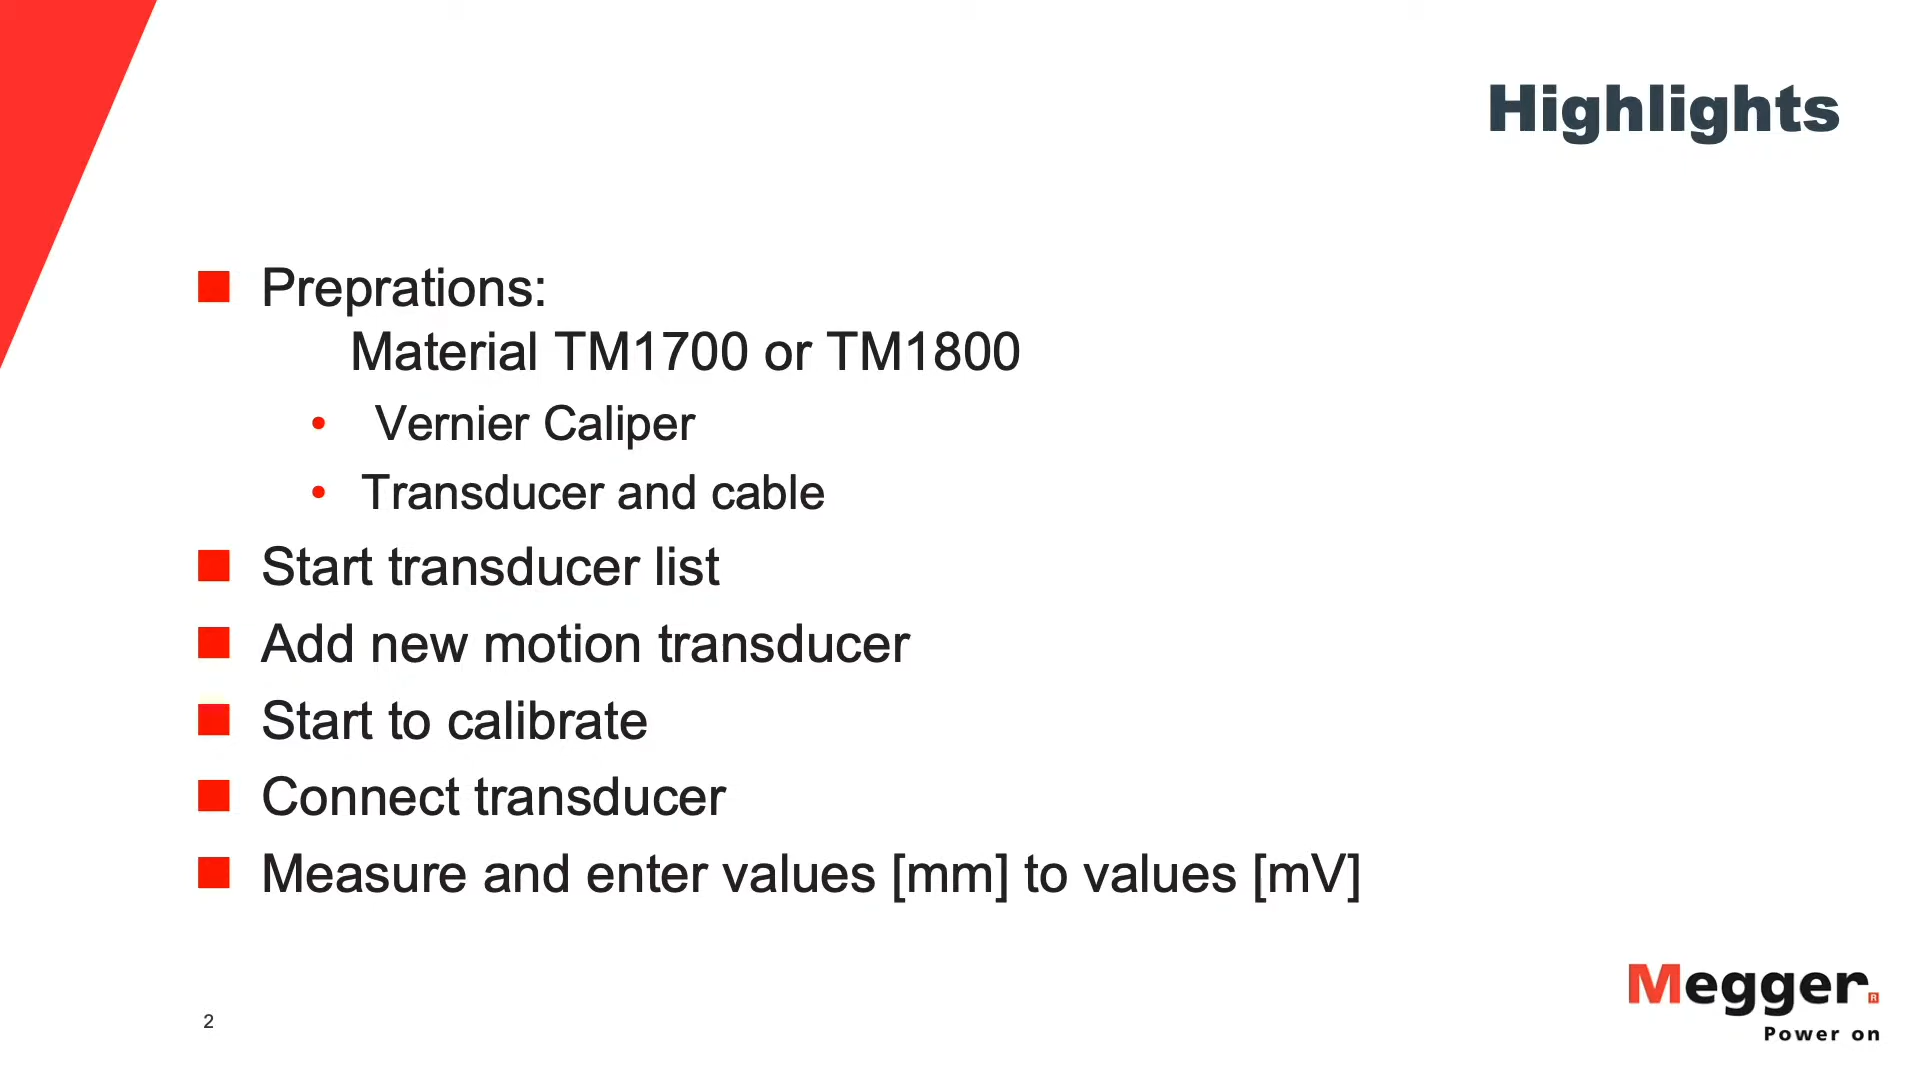 Highlights
Preprations:
Material TM1700 or TM1800
Vernier Caliper
Transducer and cable
Start transducer list
Add new motion transducer
Start to calibrate
Connect transducer
Measure and enter values [mm] to values [mV]
2
Megger®
Power on